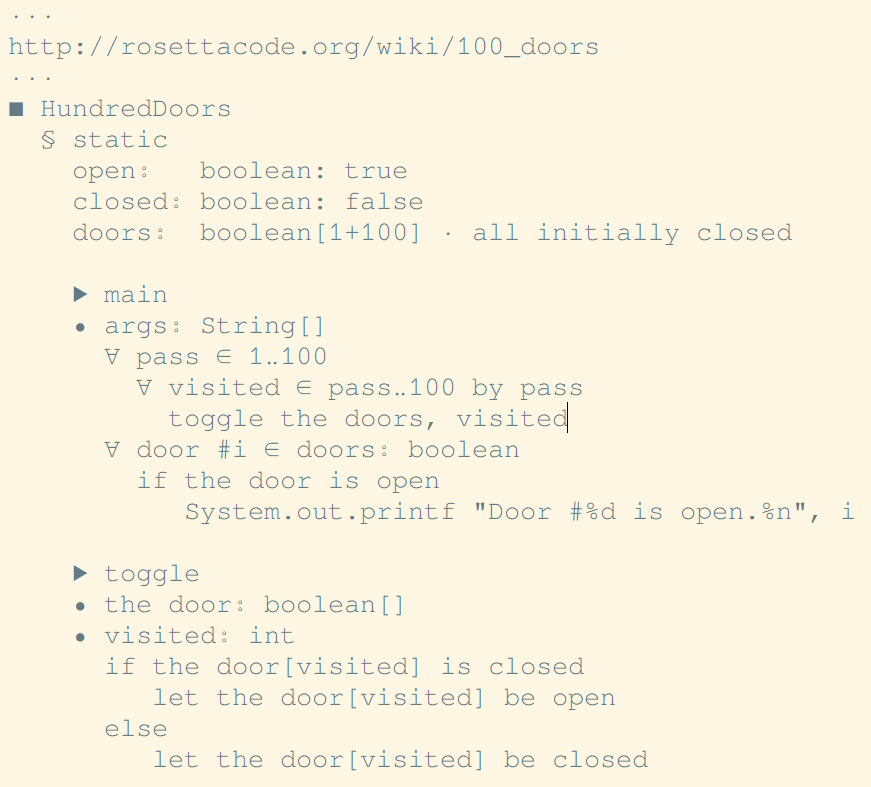 ···
http://rosettacode.org/wiki/100_doors
···
■ HundredDoors
  § static
    open:   boolean: true
    closed: boolean: false
    doors:  boolean[1+100] · all initially closed

    ▶ main
    • args: String[]
      ∀ pass ∈ 1‥100
        ∀ visited ∈ pass‥100 by pass
          toggle the doors, visited
      ∀ door #i ∈ doors: boolean
        if the door is open
           System.out.printf "Door #%d is open.%n", i

    ▶ toggle
    • the door: boolean[]
    • visited: int
      if the door[visited] is closed
         let the door[visited] be open
      else
         let the door[visited] be closed